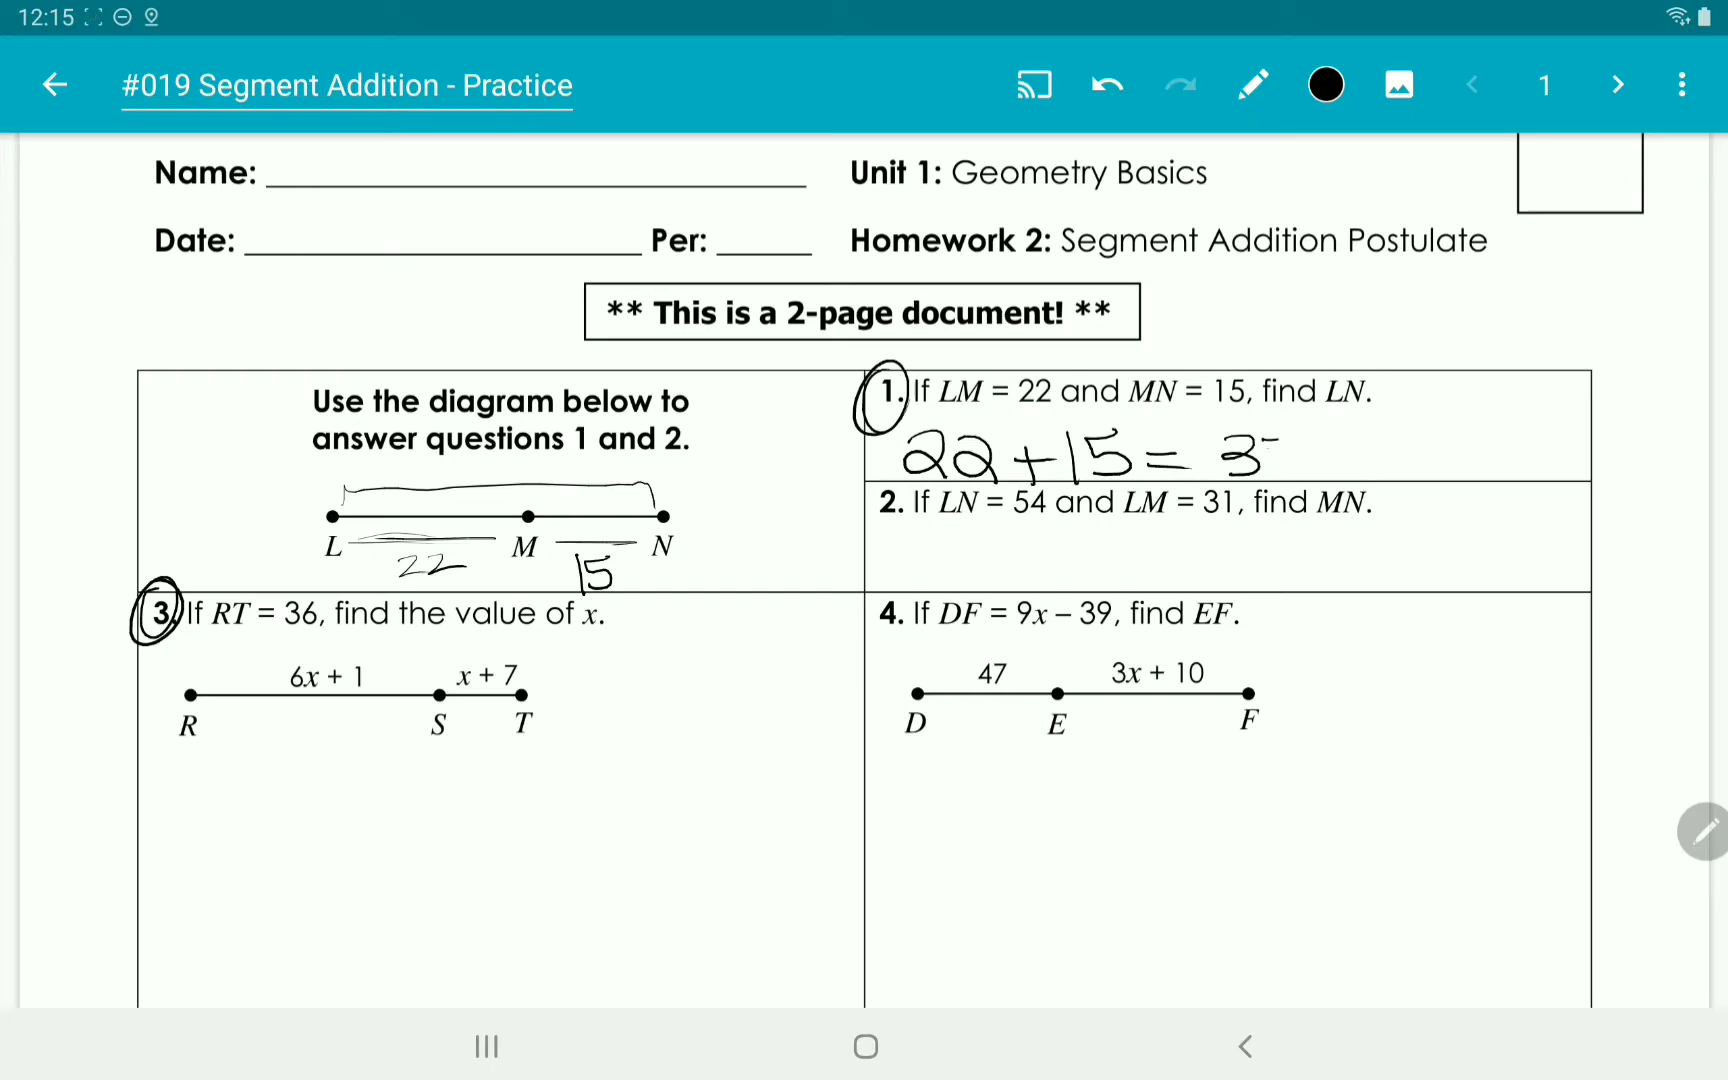 12:15
#019 Segment Addition - Practice
1
Name: Unit 1: Geometry Basics
Date: Per: Homework 2: Segment Addition Postulate
** This is a 2-page document! **
Use the diagram below to
answer questions 1 and 2.
L M N
22 15
1. If LM = 22 and MN = 15, find LN.
22 + 15 = 3
2. If LN = 54 and LM = 31, find MN.
3. If RT = 36, find the value of x.
6x + 1 x + 7
R S T
4. If DF = 9x – 39, find EF.
47 3x + 10
D E F